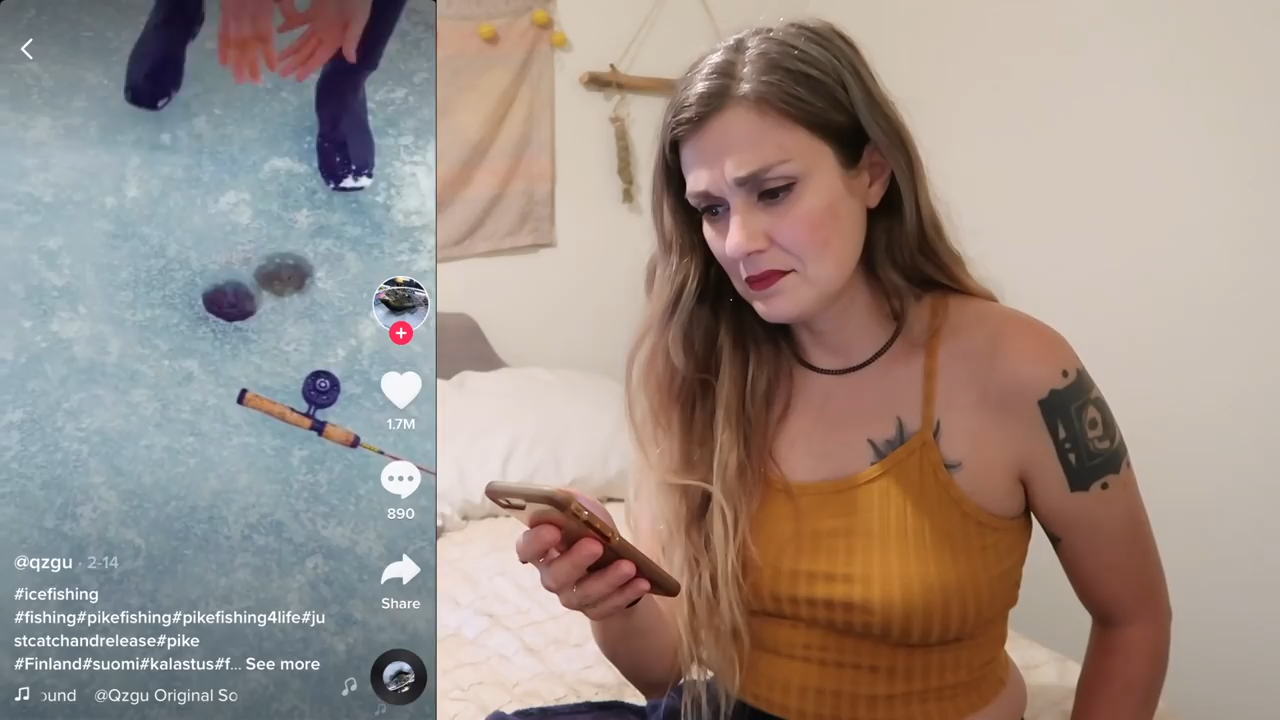 1.7M
890
Share
@qzgu · 2-14
#icefishing
#fishing#pikefishing#pikefishing4life#ju
stcatchandrelease#pike
#Finland#suomi#kalastus#f... See more
ound @Qzgu Original So